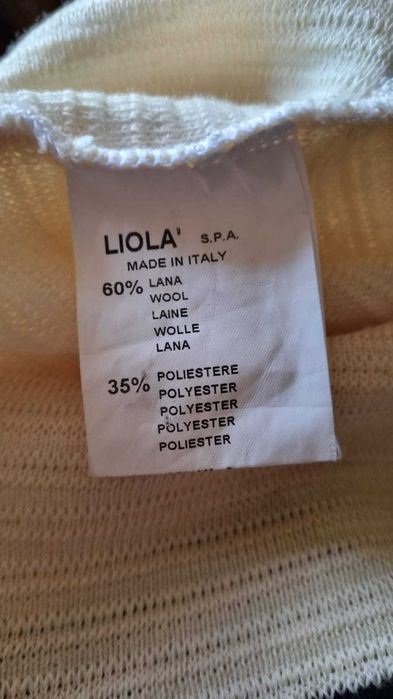 LIOLA' S.P.A.
MADE IN ITALY
60% LANA
WOOL
LAINE
WOLLE
LANA
35% POLIESTERE
POLYESTER
POLYESTER
POLYESTER
POLIESTER